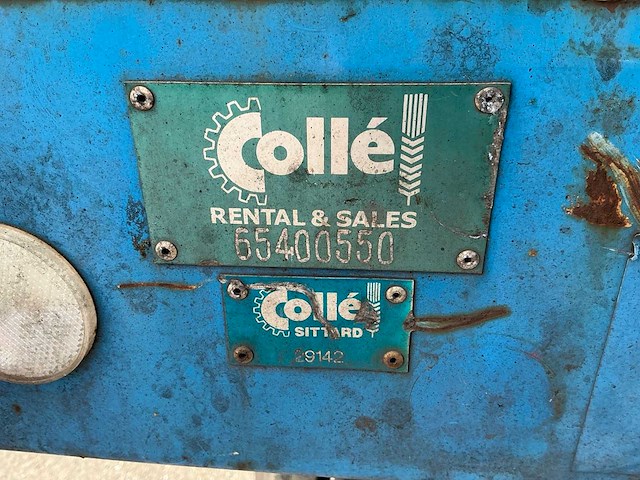 Collé
RENTAL & SALES
65400550
Collé
SITTARD
29142